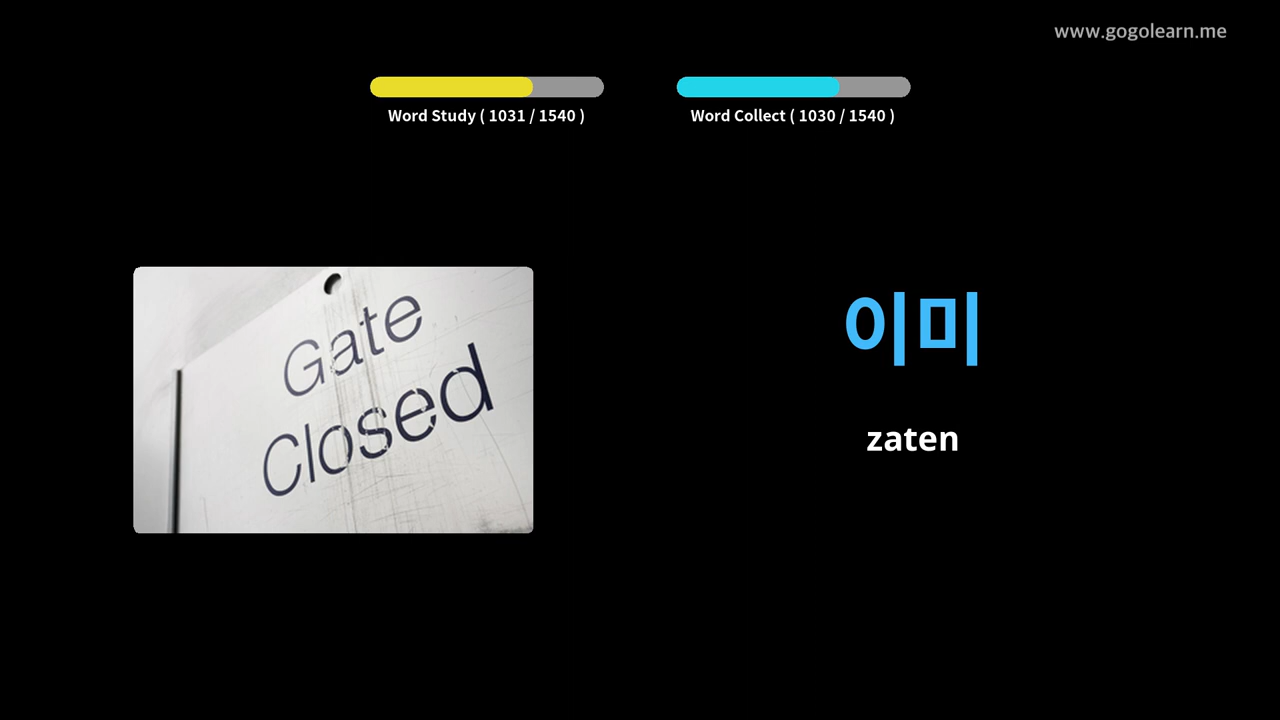 www.gogolearn.me
Word Study ( 1031 / 1540 )
Word Collect ( 1030 / 1540 )
Gate
Closed
이미
zaten